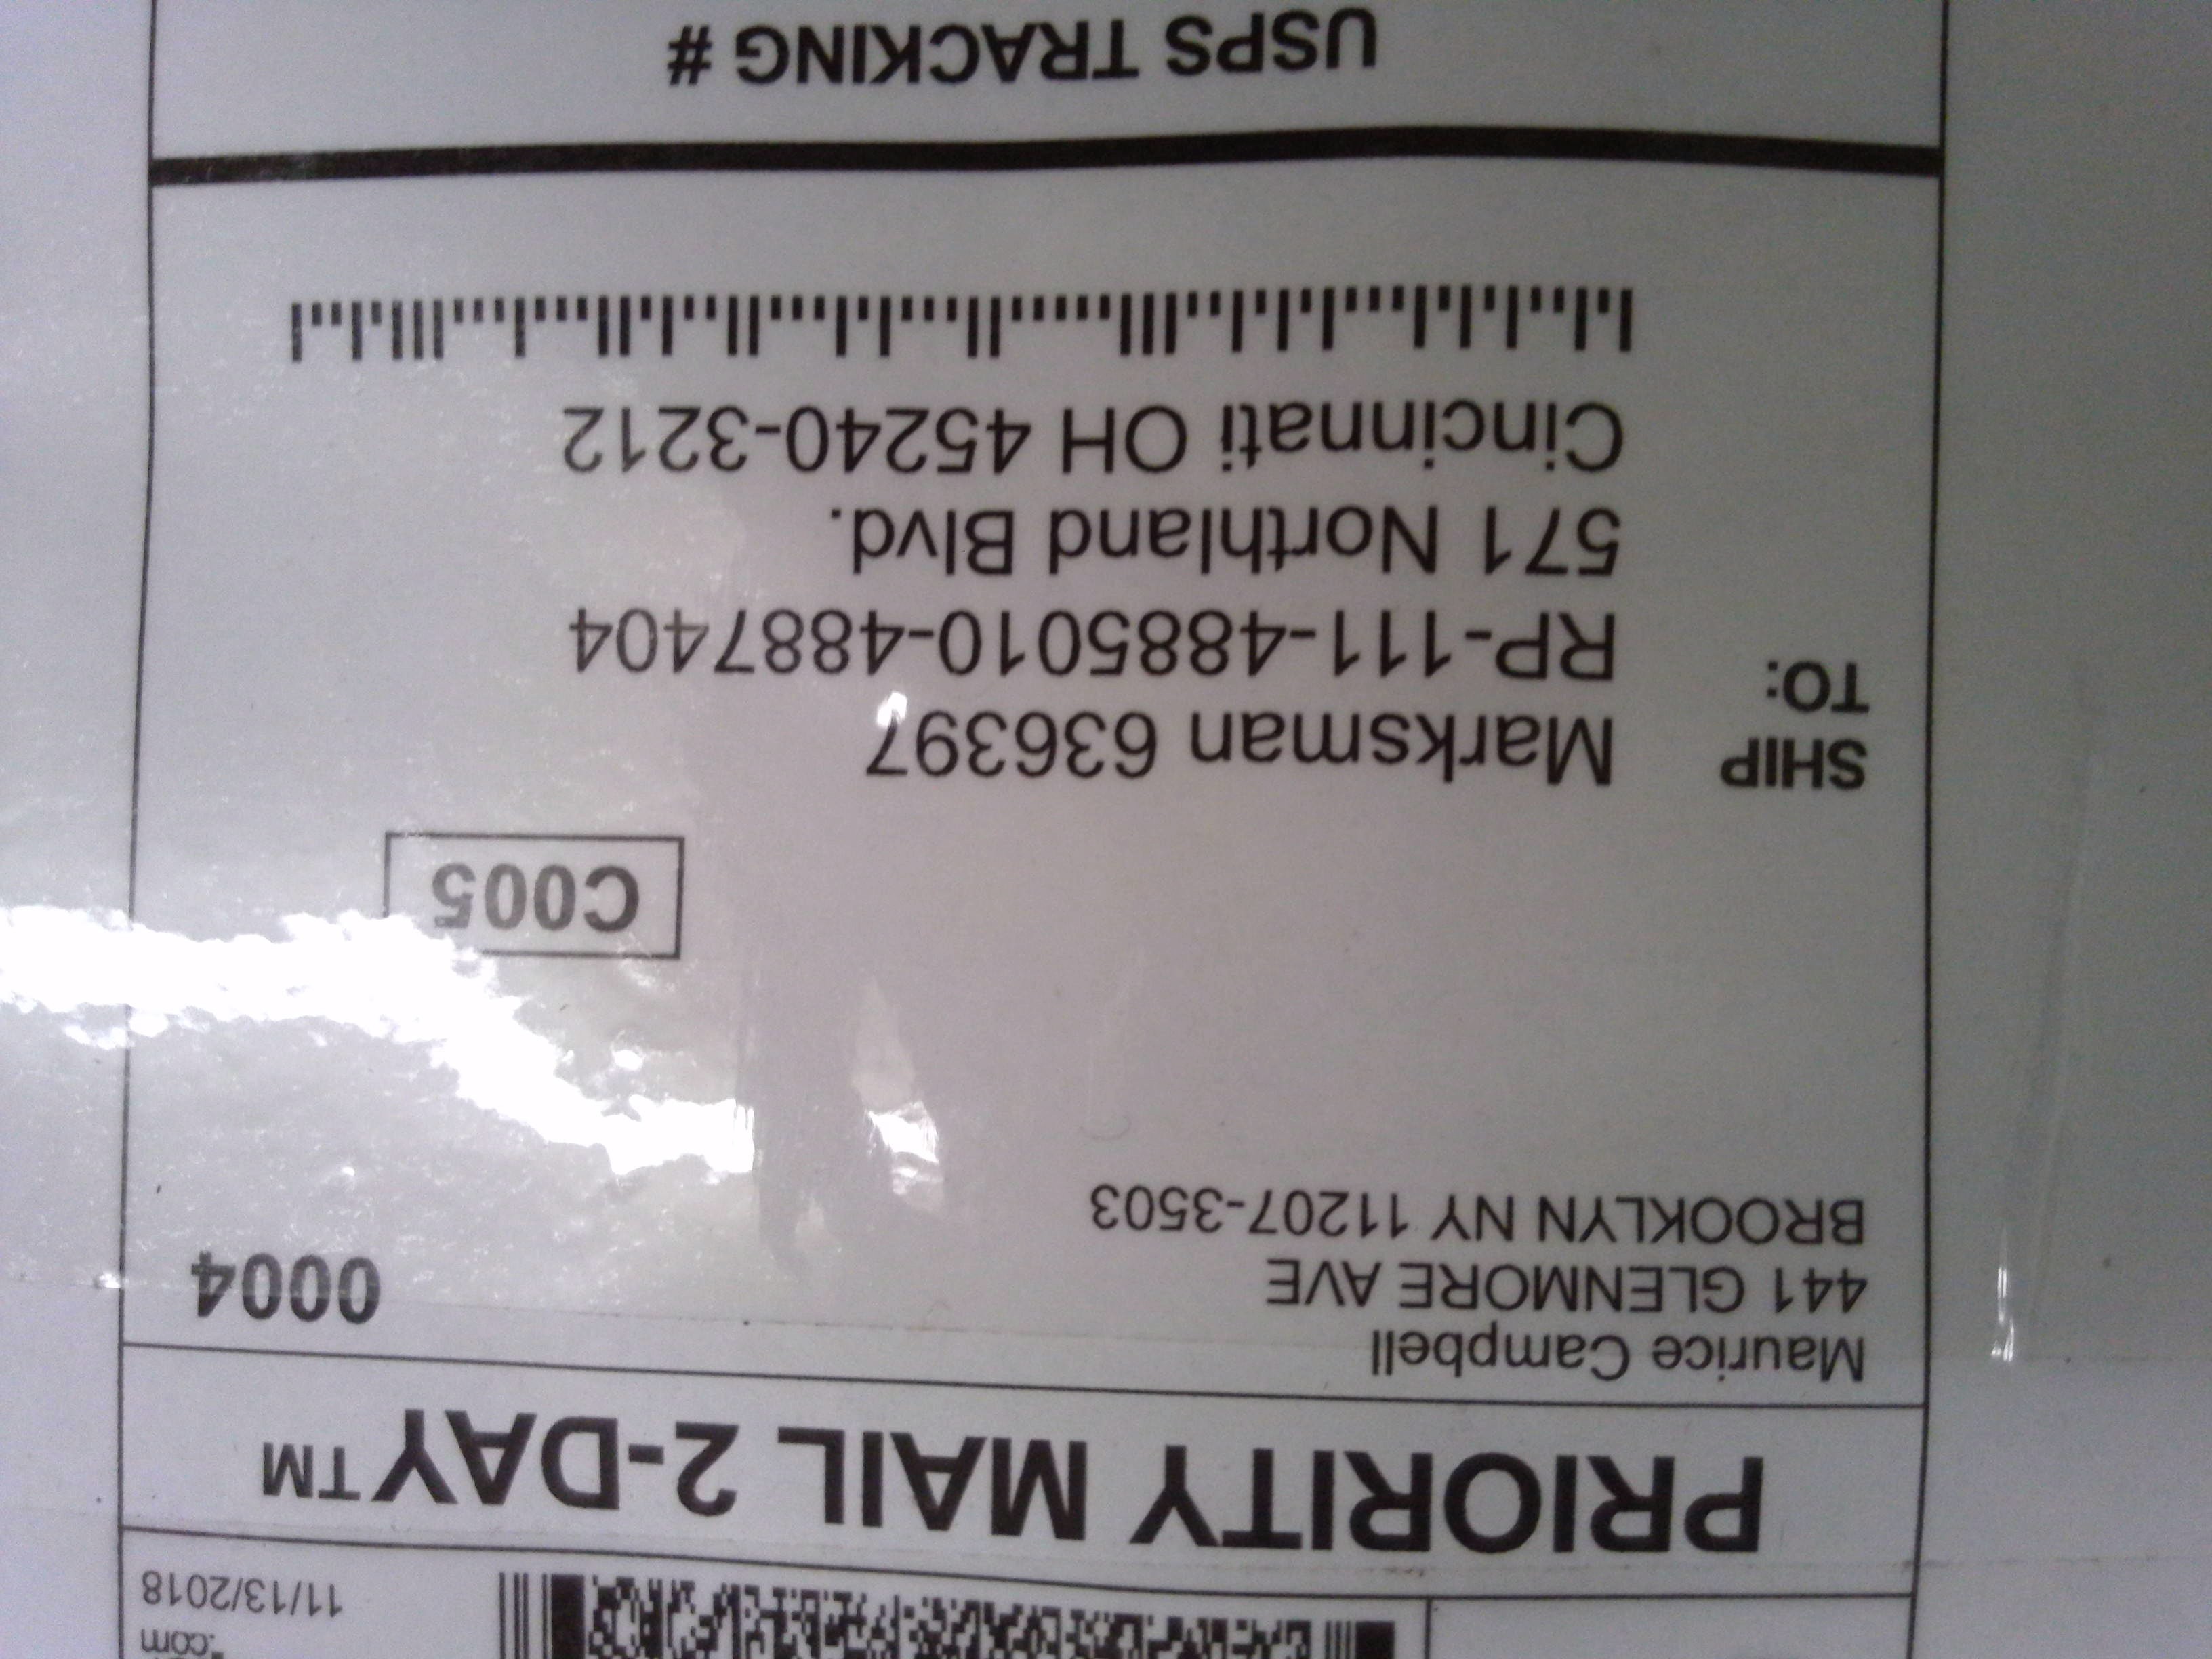 .com
11/13/2018
PRIORITY MAIL 2-DAY™
Maurice Campbell
441 GLENMORE AVE
BROOKLYN NY 11207-3503
0004
C005
SHIP
TO:
Marksman 636397
RP-111-4885010-4887404
571 Northland Blvd.
Cincinnati OH 45240-3212
USPS TRACKING #